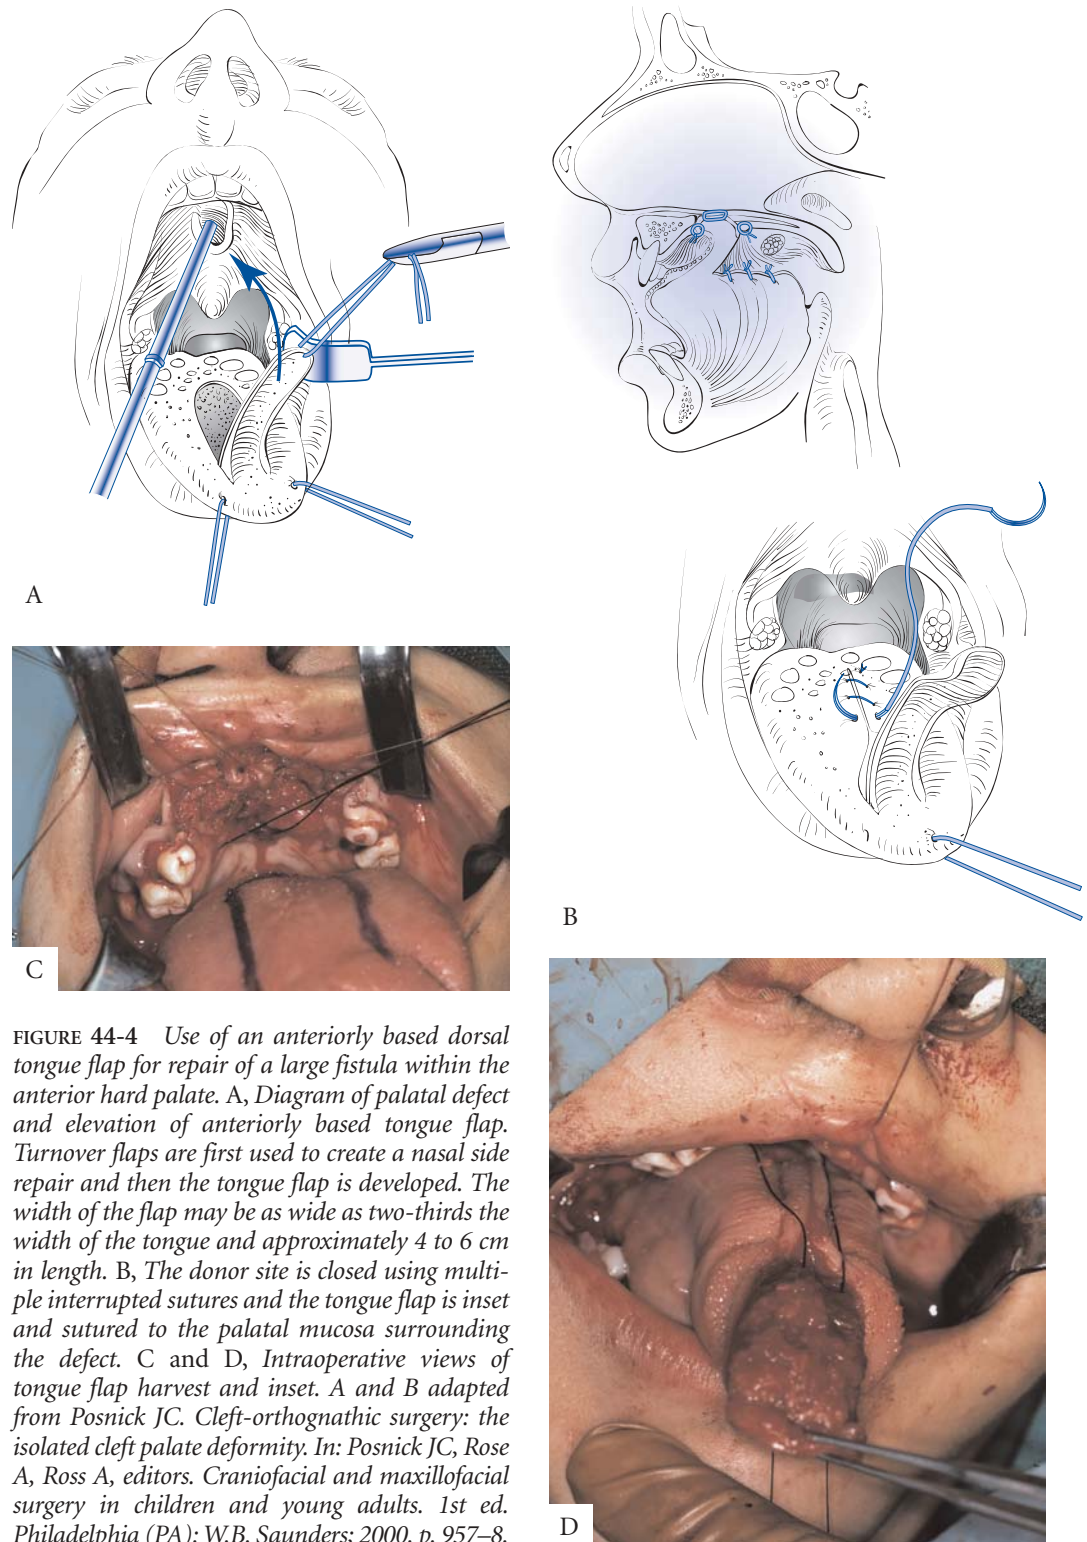 A
B
C
D
FIGURE 44-4 Use of an anteriorly based dorsal
tongue flap for repair of a large fistula within the
anterior hard palate. A, Diagram of palatal defect
and elevation of anteriorly based tongue flap.
Turnover flaps are first used to create a nasal side
repair and then the tongue flap is developed. The
width of the flap may be as wide as two-thirds the
width of the tongue and approximately 4 to 6 cm
in length. B, The donor site is closed using multi-
ple interrupted sutures and the tongue flap is inset
and sutured to the palatal mucosa surrounding
the defect. C and D, Intraoperative views of
tongue flap harvest and inset. A and B adapted
from Posnick JC. Cleft-orthognathic surgery: the
isolated cleft palate deformity. In: Posnick JC, Rose
A, Ross A, editors. Craniofacial and maxillofacial
surgery in children and young adults. 1st ed.
Philadelphia (PA): W.B. Saunders; 2000. p. 957–8.